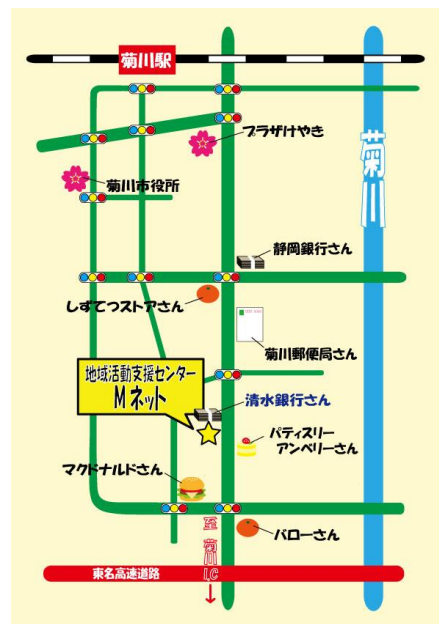 菊川駅
プラザけやき
菊川市役所
菊川
静岡銀行さん
しずてつストアさん
菊川郵便局さん
地域活動支援センター
Mネット
清水銀行さん
パティスリー
アンベリーさん
マクドナルドさん
バローさん
至菊川IC
東名高速道路